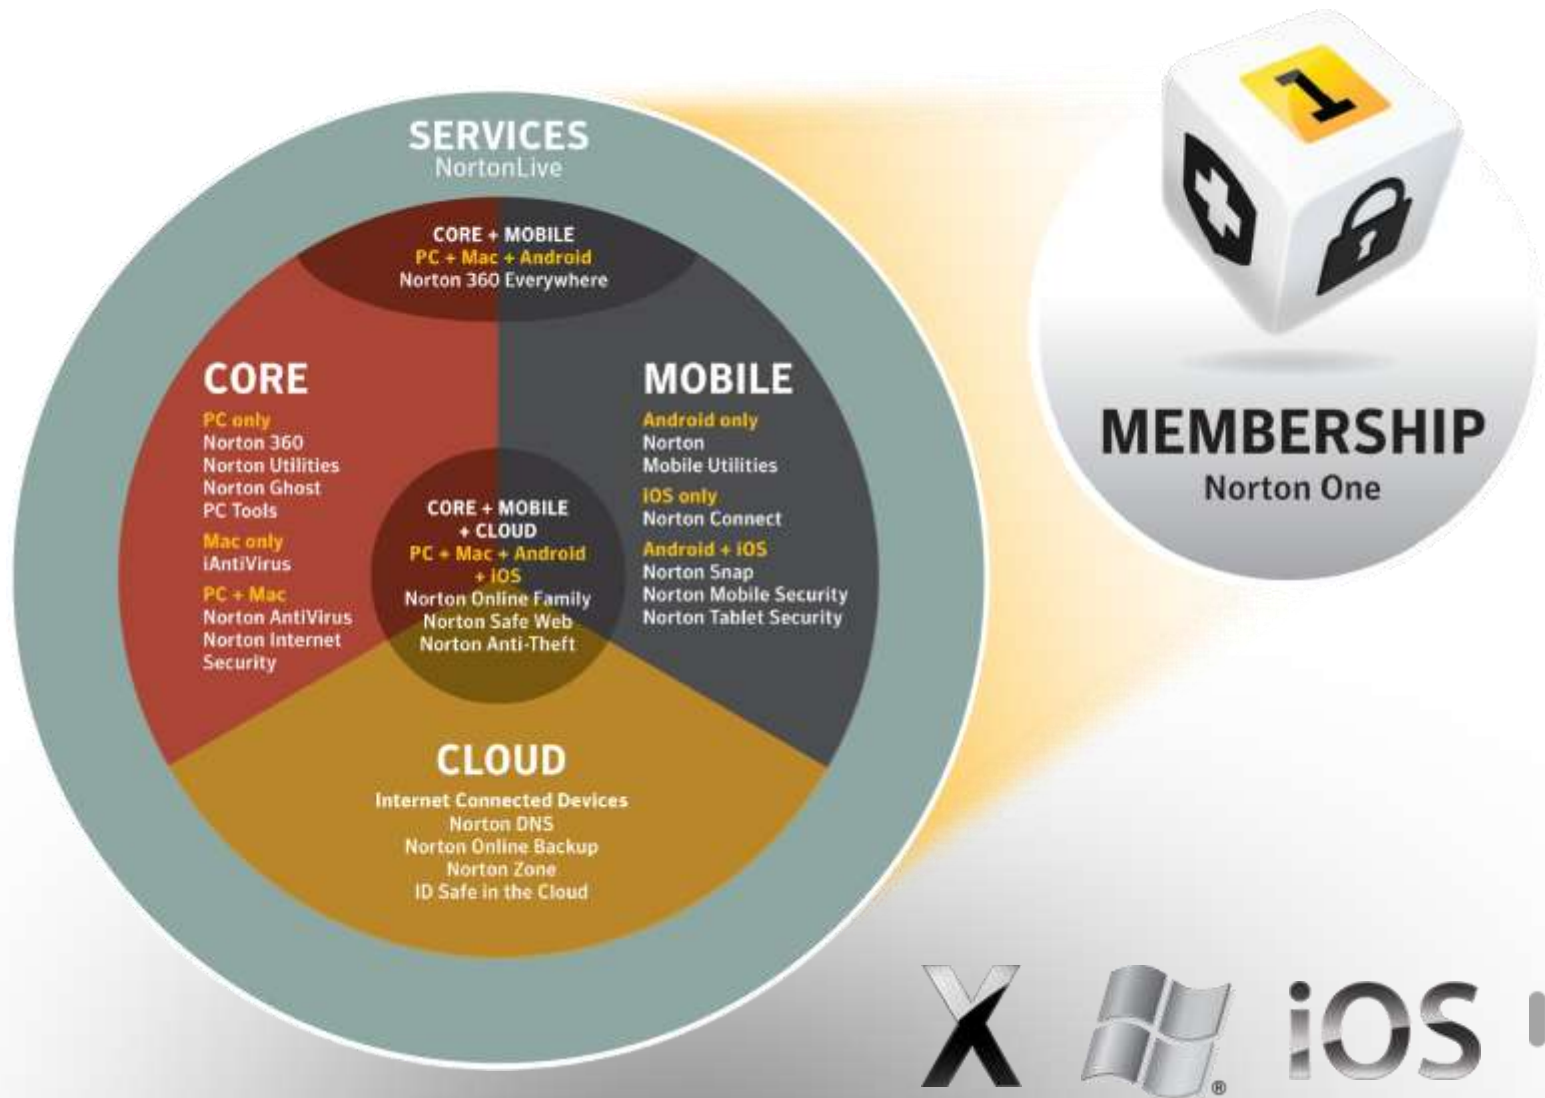 SERVICES
NortonLive
CORE + MOBILE
PC + Mac + Android
Norton 360 Everywhere
CORE
PC only
Norton 360
Norton Utilities
Norton Ghost
PC Tools
Mac only
iAntiVirus
PC + Mac
Norton AntiVirus
Norton Internet
Security
CORE + MOBILE
+ CLOUD
PC + Mac + Android
+ iOS
Norton Online Family
Norton Safe Web
Norton Anti-Theft
MOBILE
Android only
Norton
Mobile Utilities
iOS only
Norton Connect
Android + iOS
Norton Snap
Norton Mobile Security
Norton Tablet Security
CLOUD
Internet Connected Devices
Norton DNS
Norton Online Backup
Norton Zone
ID Safe in the Cloud
1
MEMBERSHIP
Norton One
X
®
iOS